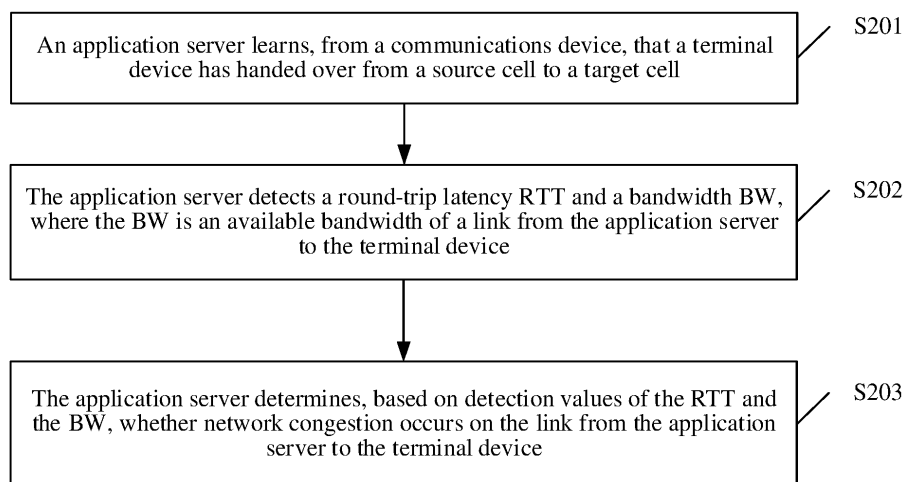 S201
An application server learns, from a communications device, that a terminal
device has handed over from a source cell to a target cell
S202
The application server detects a round-trip latency RTT and a bandwidth BW,
where the BW is an available bandwidth of a link from the application server
to the terminal device
S203
The application server determines, based on detection values of the RTT and
the BW, whether network congestion occurs on the link from the application
server to the terminal device